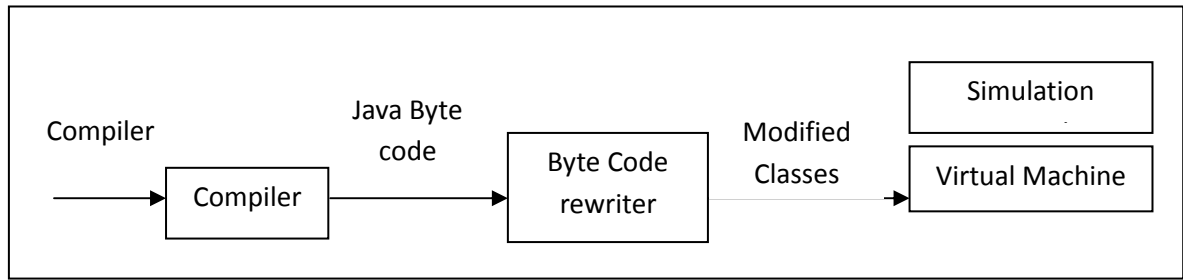 Compiler
Compiler
Java Byte
code
Byte Code
rewriter
Modified
Classes
Simulation
Virtual Machine